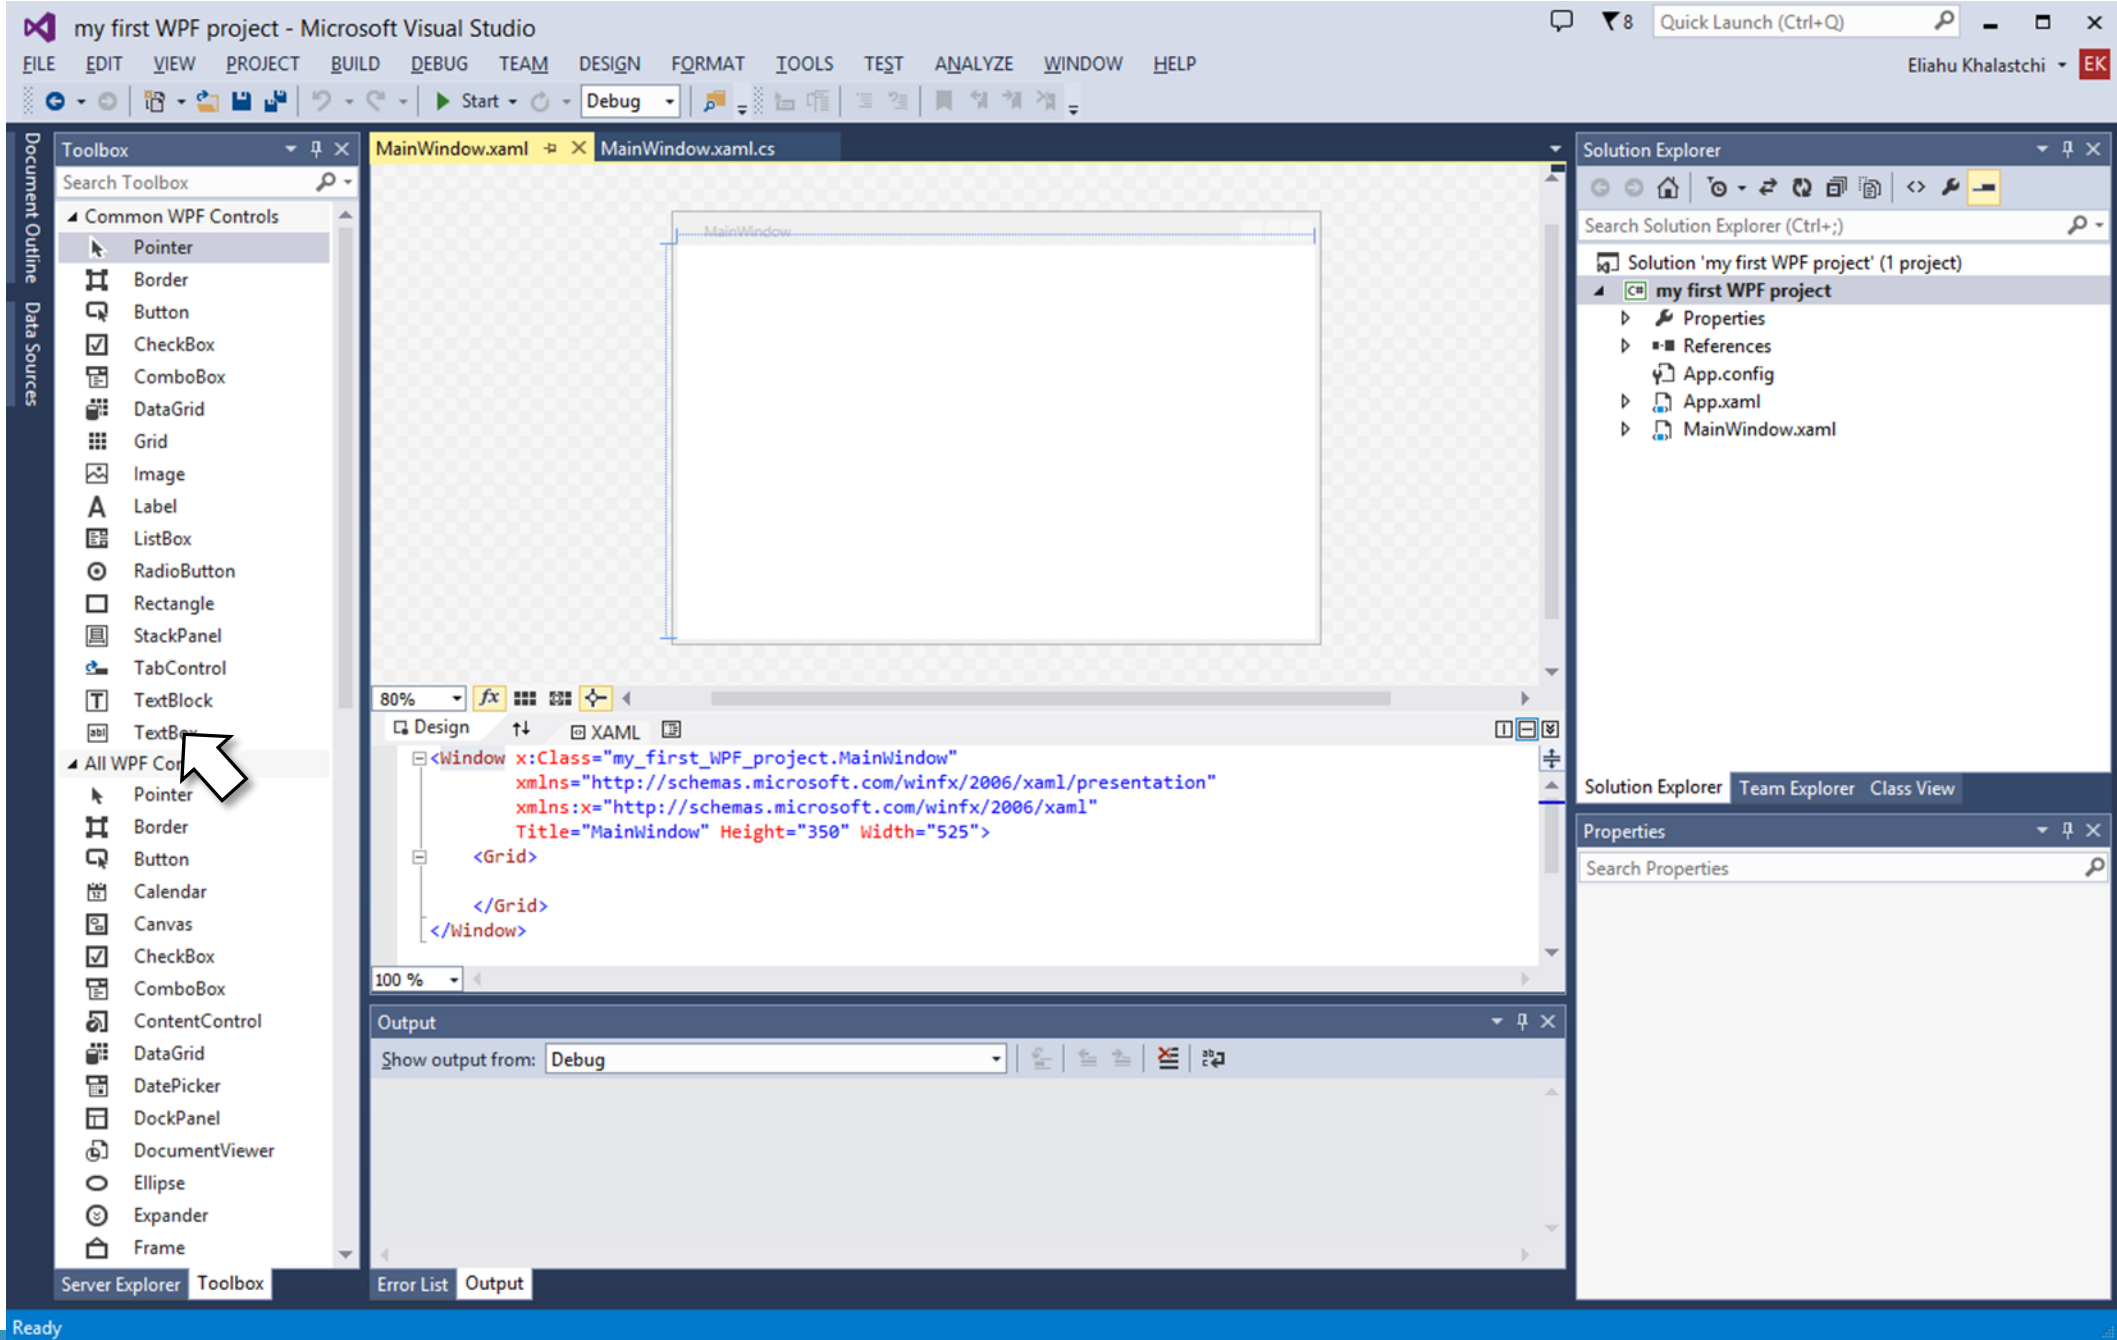 my first WPF project - Microsoft Visual Studio
8
Quick Launch (Ctrl+Q)
FILE EDIT VIEW PROJECT BUILD DEBUG TEAM DESIGN FORMAT TOOLS TEST ANALYZE WINDOW HELP
Eliahu Khalastchi
EK
Start
Debug
Document Outline
Data Sources
Toolbox
Search Toolbox
Common WPF Controls
Pointer
Border
Button
CheckBox
ComboBox
DataGrid
Grid
Image
Label
ListBox
RadioButton
Rectangle
StackPanel
TabControl
TextBlock
All WPF
Pointer
Border
Button
Calendar
Canvas
CheckBox
ComboBox
ContentControl
DataGrid
DatePicker
DockPanel
DocumentViewer
Ellipse
Expander
Frame
Server Explorer
Toolbox
MainWindow.xaml
MainWindow.xaml.cs
MainWindow
80%
fx
Design
XAML
<Window x:Class="my_first_WPF_project.MainWindow"
xmlns="http://schemas.microsoft.com/winfx/2006/xaml/presentation"
xmlns:x="http://schemas.microsoft.com/winfx/2006/xaml"
Title="MainWindow" Height="350" Width="525">
<Grid>
</Grid>
</Window>
100 %
Output
Show output from: Debug
Error List
Output
Solution Explorer
Search Solution Explorer (Ctrl+;)
Solution 'my first WPF project' (1 project)
C# my first WPF project
Properties
References
App.config
App.xaml
MainWindow.xaml
Solution Explorer
Team Explorer
Class View
Properties
Search Properties
Ready